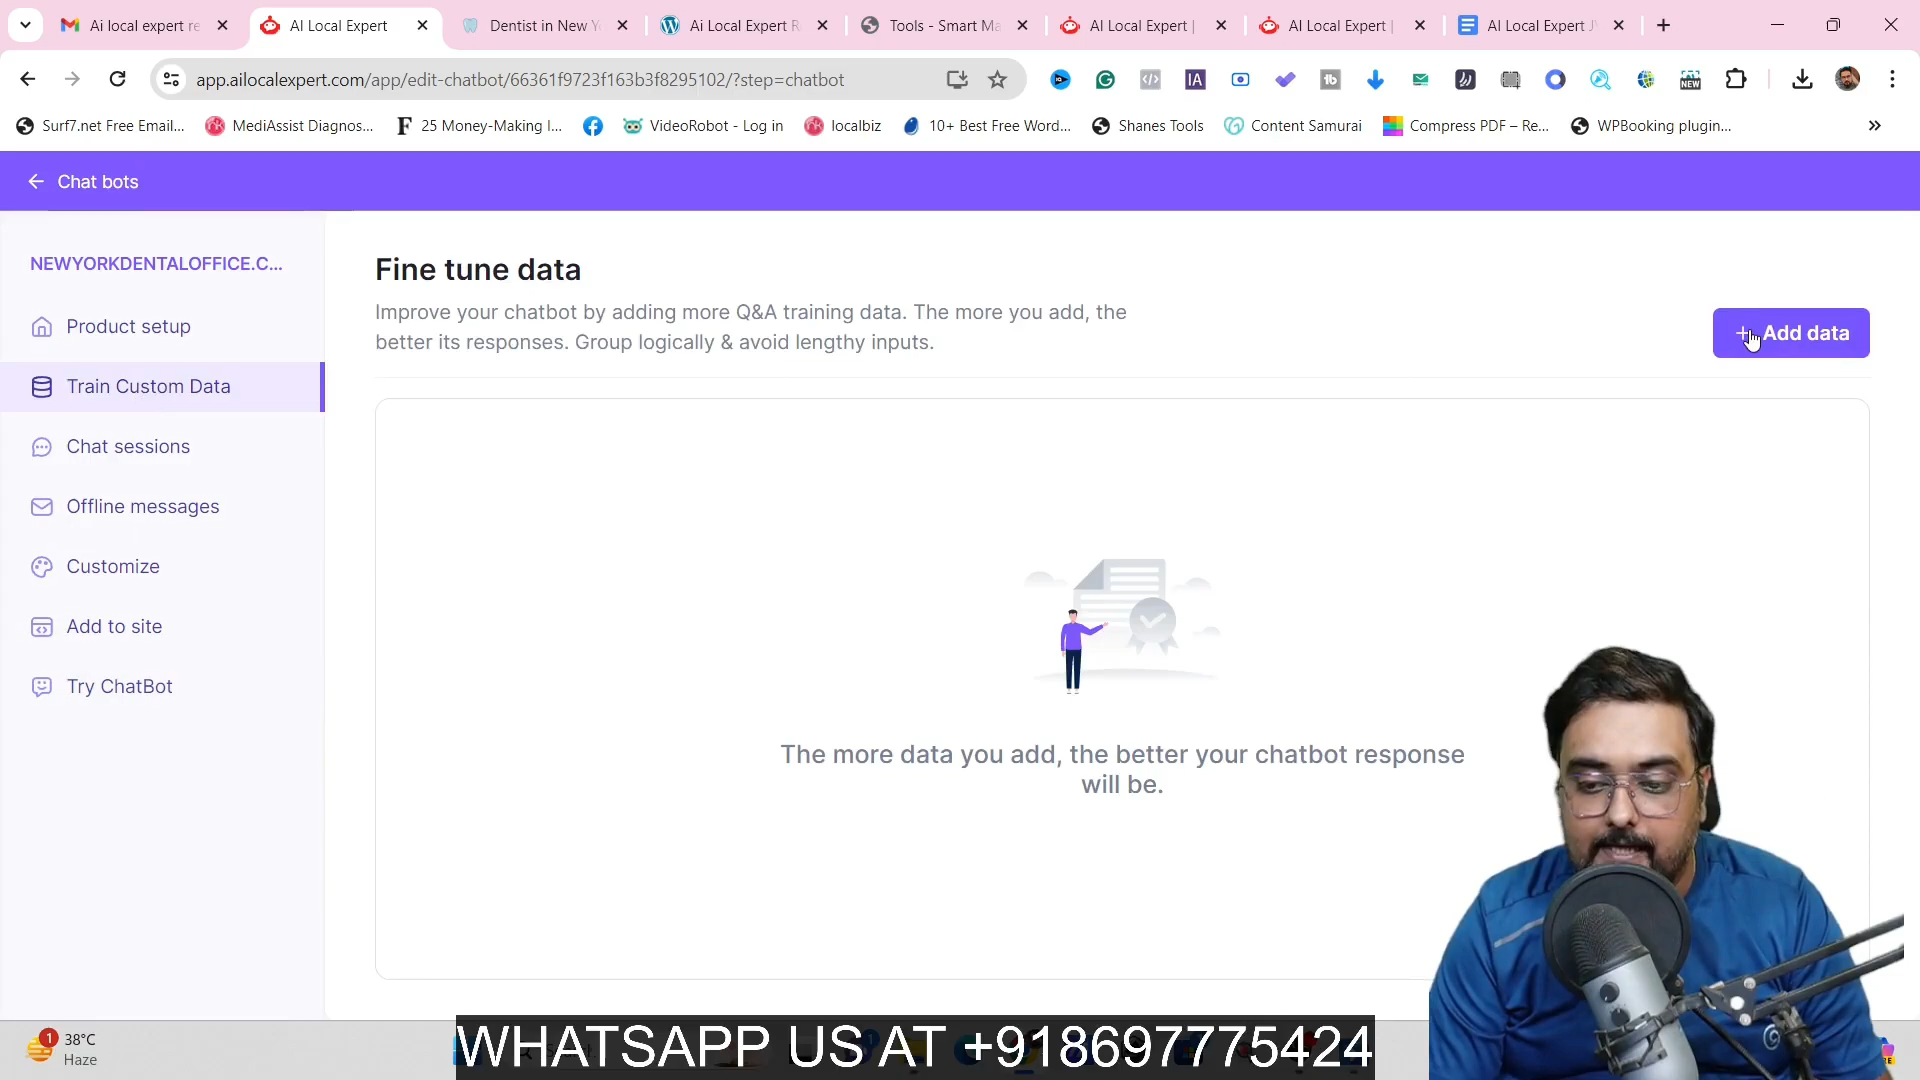 Ai local expert re
AI Local Expert
Dentist in New Y
Ai Local Expert R
Tools - Smart Ma
AI Local Expert |
AI Local Expert |
AI Local Expert J
app.ailocalexpert.com/app/edit-chatbot/66361f9723f163b3f8295102/?step=chatbot
Surf7.net Free Email...
MediAssist Diagnos...
25 Money-Making I...
VideoRobot - Log in
localbiz
10+ Best Free Word...
Shanes Tools
Content Samurai
Compress PDF – Re...
WPBooking plugin...
Chat bots
NEWYORKDENTALOFFICE.C...
Product setup
Train Custom Data
Chat sessions
Offline messages
Customize
Add to site
Try ChatBot
Fine tune data
Improve your chatbot by adding more Q&A training data. The more you add, the
better its responses. Group logically & avoid lengthy inputs.
+ Add data
The more data you add, the better your chatbot response
will be.
1
38°C
Haze
WHATSAPP US AT +918697775424